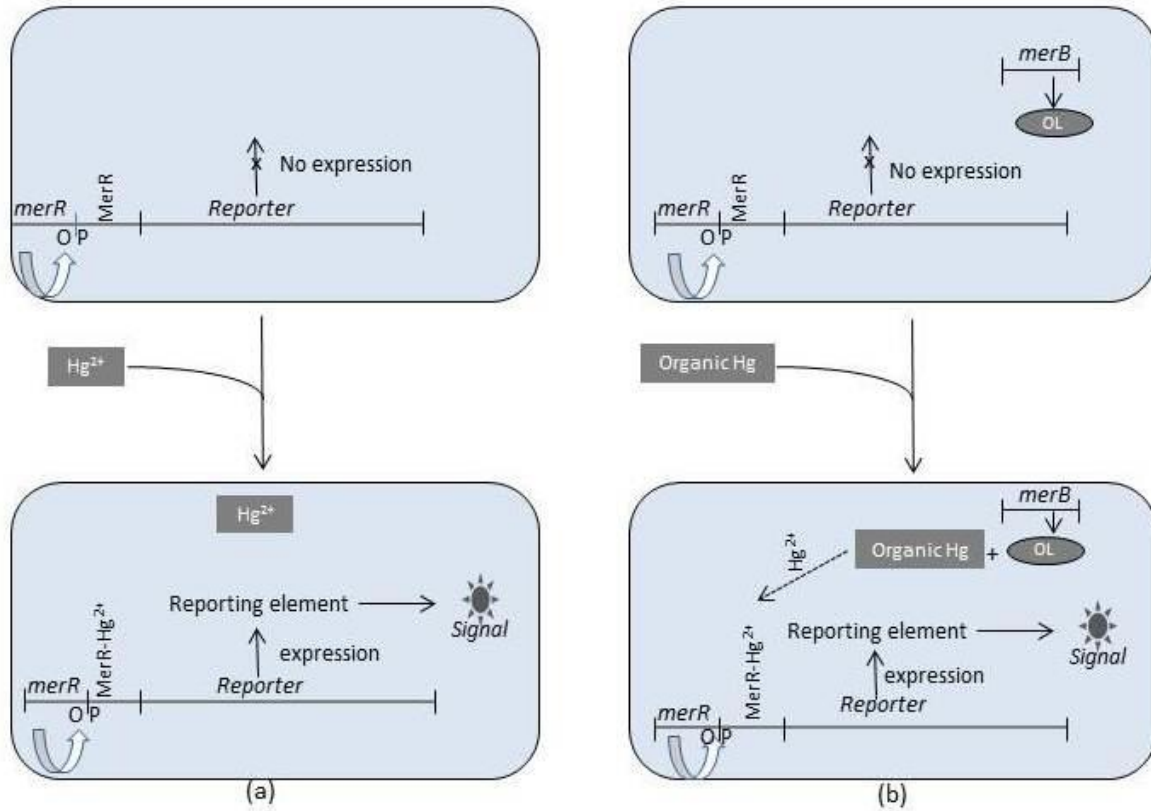 No expression
MerR
merR
Reporter
O P
merB
OL
No expression
MerR
merR
Reporter
O P
Hg²⁺
Organic Hg
Hg²⁺
Reporting element
Signal
MerR-Hg²⁺
expression
merR
Reporter
O P
(a)
merB
Organic Hg + OL
Hg²⁺
Reporting element
Signal
MerR-Hg²⁺
expression
merR
Reporter
O P
(b)